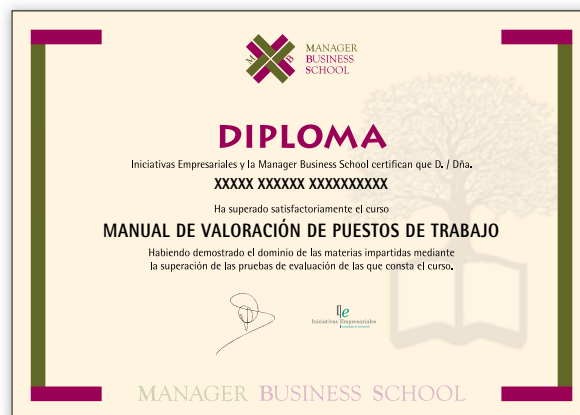 M B
MANAGER
BUSINESS
SCHOOL
DIPLOMA
Iniciativas Empresariales y la Manager Business School certifican que D. / Dña.
XXXXX XXXXXX XXXXXXXXXX
Ha superado satisfactoriamente el curso
MANUAL DE VALORACIÓN DE PUESTOS DE TRABAJO
Habiendo demostrado el dominio de las materias impartidas mediante
la superación de las pruebas de evaluación de las que consta el curso.
Ie
Iniciativas Empresariales
MANAGER BUSINESS SCHOOL